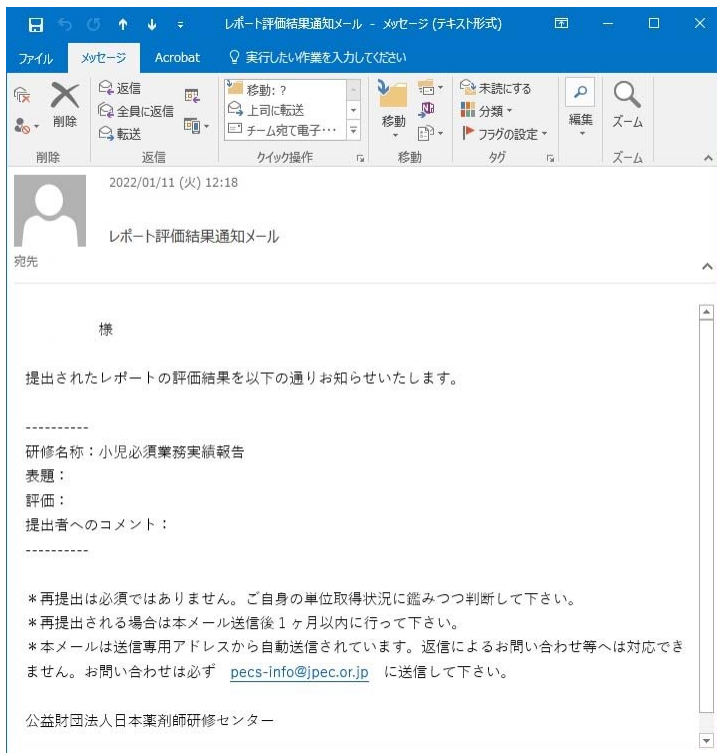 レポート評価結果通知メール - メッセージ (テキスト形式)
ファイル メッセージ Acrobat 実行したい作業を入力してください
削除
返信
全員に返信
転送
移動: ?
上司に転送
チーム宛て電子…
移動
未読にする
分類
フラグの設定
編集
ズーム
削除 返信 クイック操作 移動 タグ ズーム
2022/01/11 (火) 12:18
レポート評価結果通知メール
宛先
様
提出されたレポートの評価結果を以下の通りお知らせいたします。
----------
研修名称：小児必須業務実績報告
表題：
評価：
提出者へのコメント：
----------
＊再提出は必須ではありません。ご自身の単位取得状況に鑑みつつ判断して下さい。
＊再提出される場合は本メール送信後１ヶ月以内に行って下さい。
＊本メールは送信専用アドレスから自動送信されています。返信によるお問い合わせ等へは対応でき
ません。お問い合わせは必ず pecs-info@jpec.or.jp に送信して下さい。
公益財団法人日本薬剤師研修センター